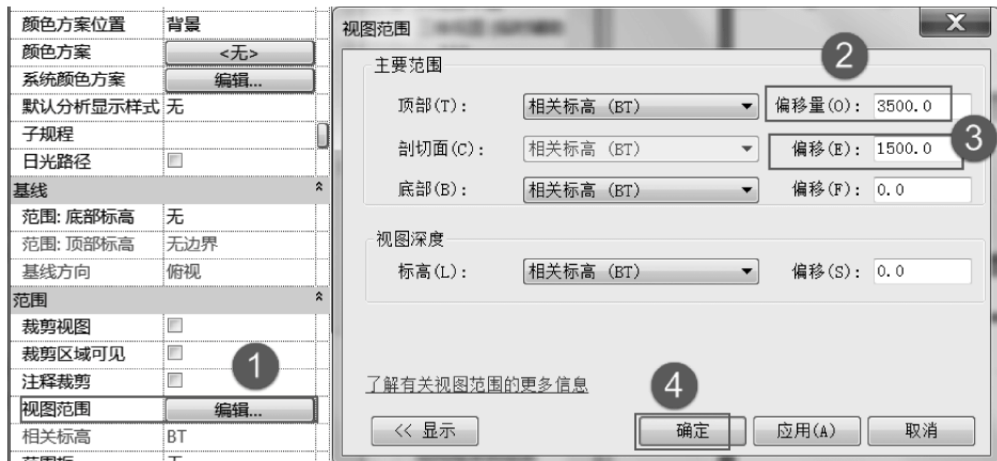 颜色方案位置 背景
颜色方案 <无>
系统颜色方案 编辑...
默认分析显示样式 无
子规程
日光路径
基线
范围: 底部标高 无
范围: 顶部标高 无边界
基线方向 俯视
范围
裁剪视图
裁剪区域可见
注释裁剪
1
视图范围 编辑...
相关标高 BT
视图范围
X
主要范围
2
顶部(T): 相关标高 (BT) 偏移量(O): 3500.0
3
剖切面(C): 相关标高 (BT) 偏移(E): 1500.0
底部(B): 相关标高 (BT) 偏移(F): 0.0
视图深度
标高(L): 相关标高 (BT) 偏移(S): 0.0
了解有关视图范围的更多信息
4
<< 显示 确定 应用(A) 取消